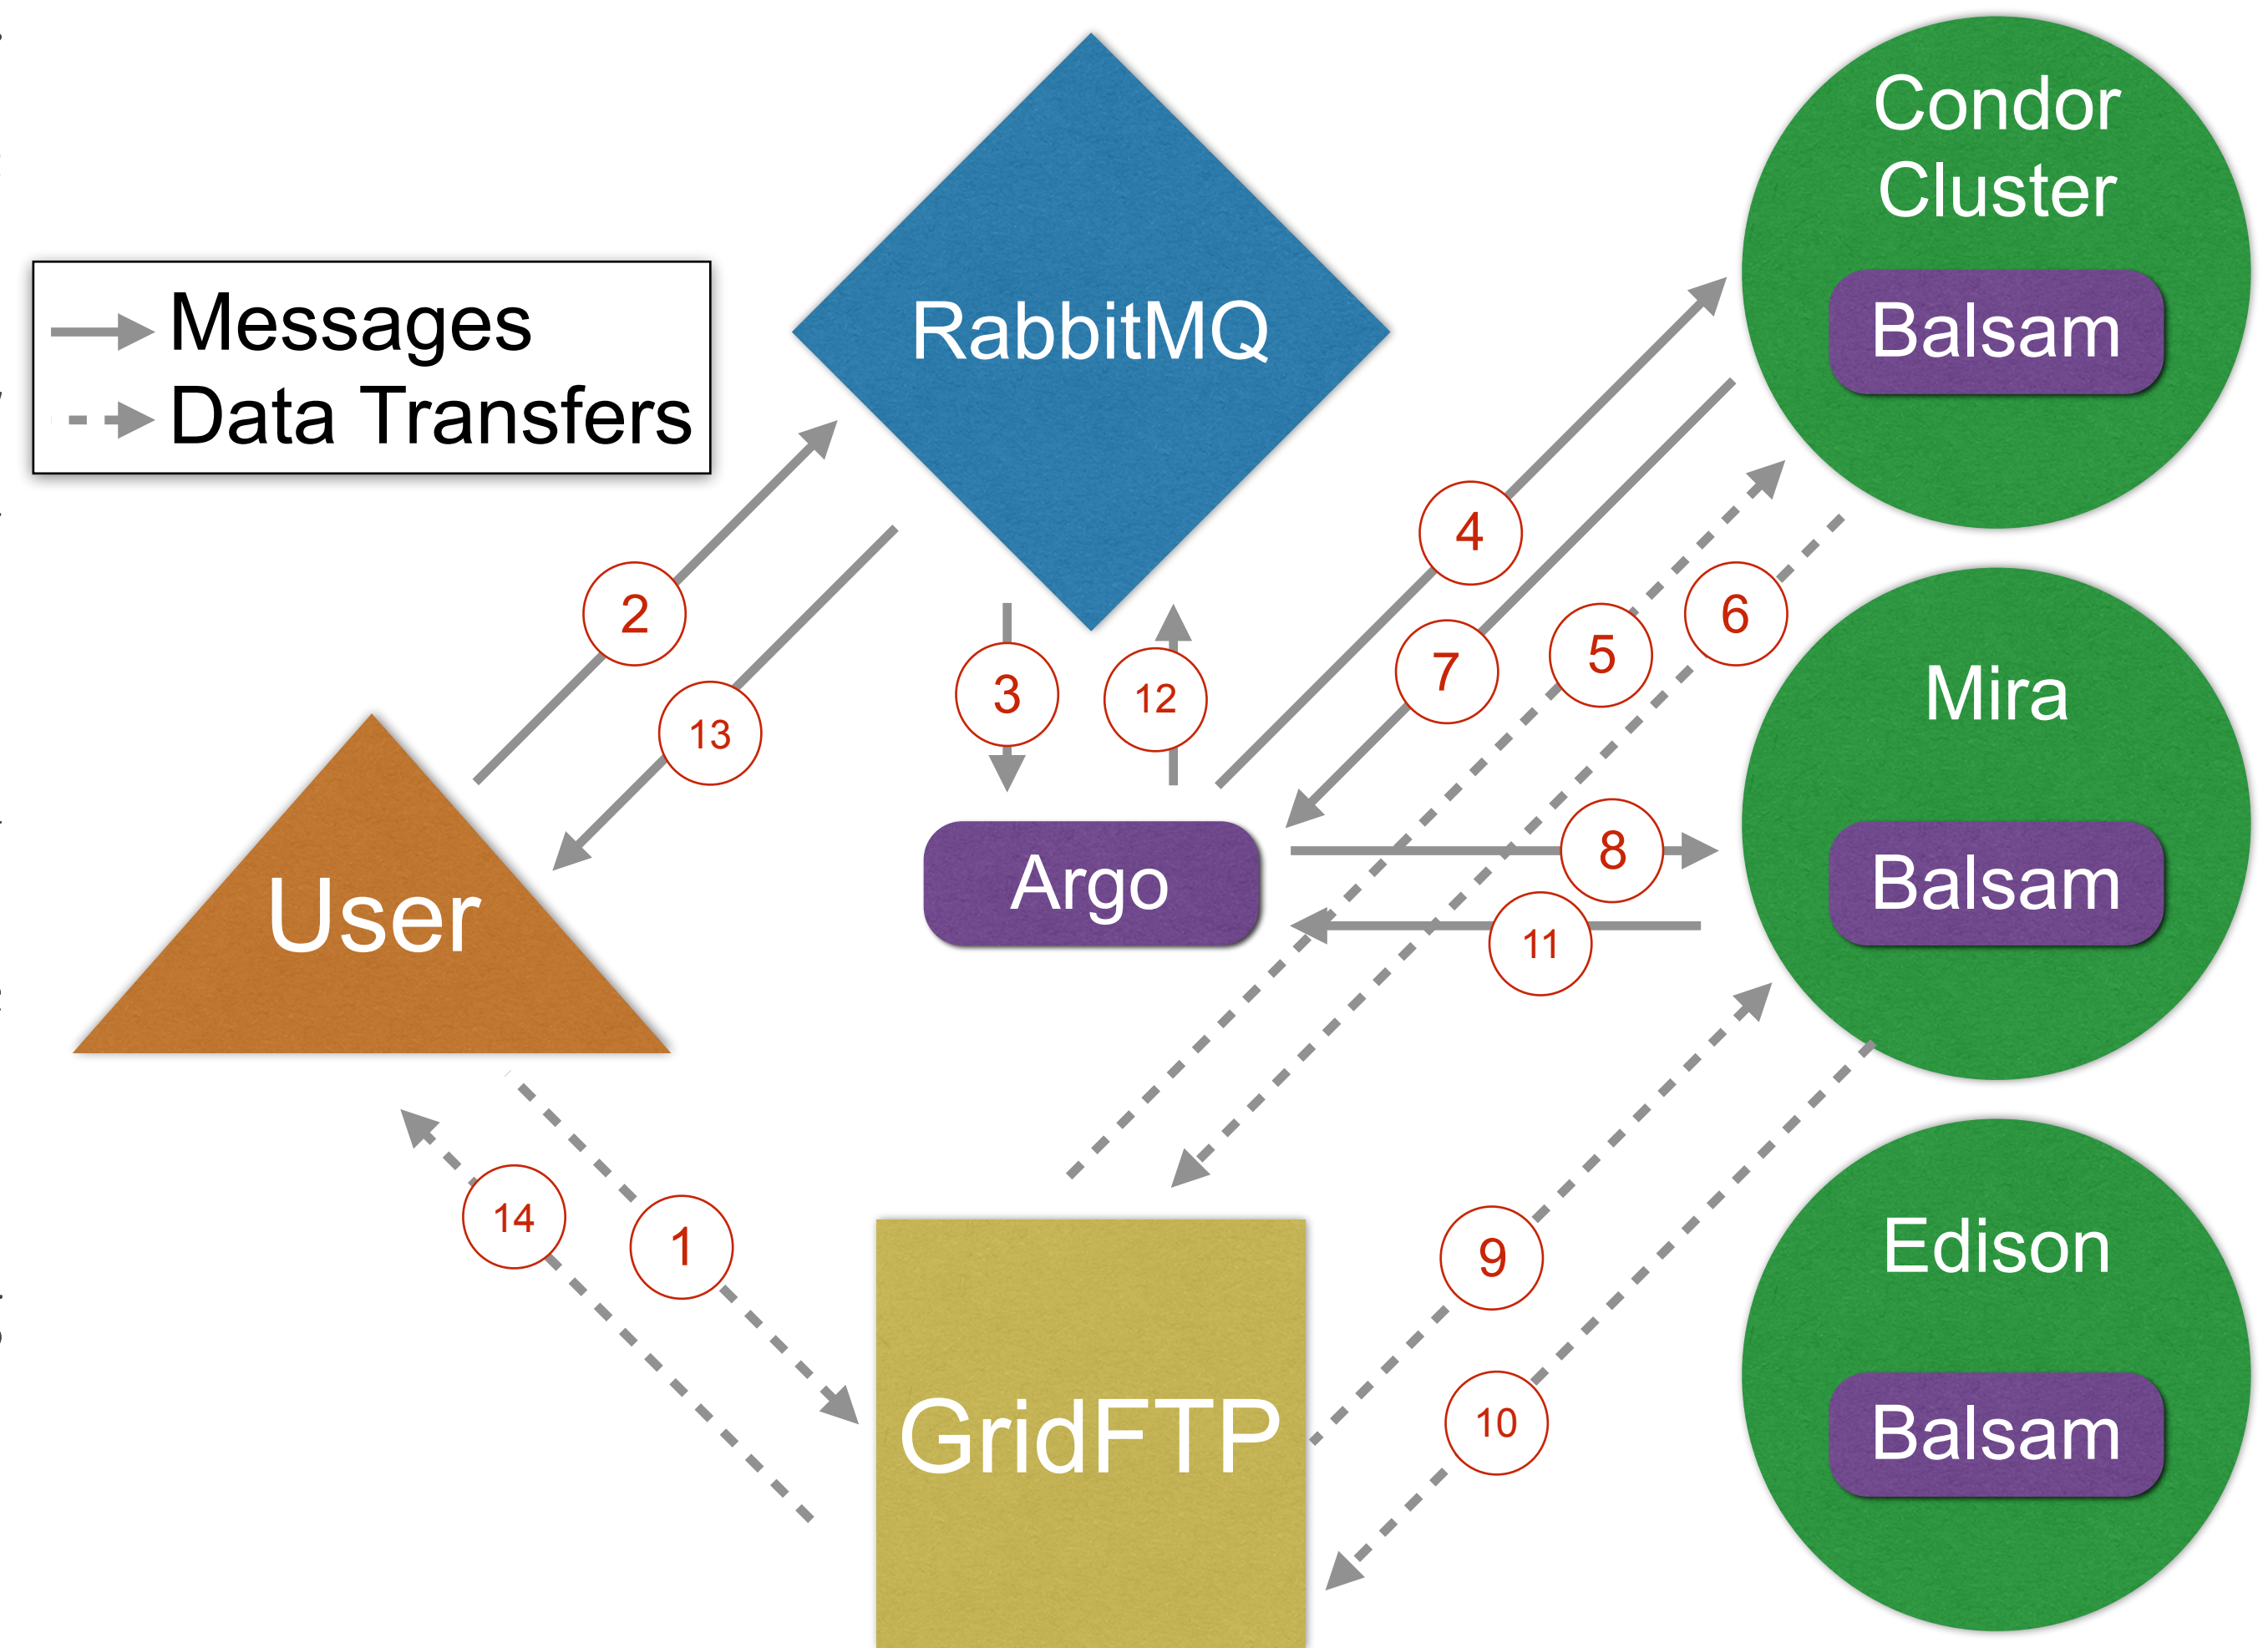 Condor
Cluster
Balsam
RabbitMQ
Messages
Data Transfers
4
2
6
5
7
3
12
13
Mira
8
Argo
Balsam
User
11
14
1
9
Edison
10
GridFTP
Balsam